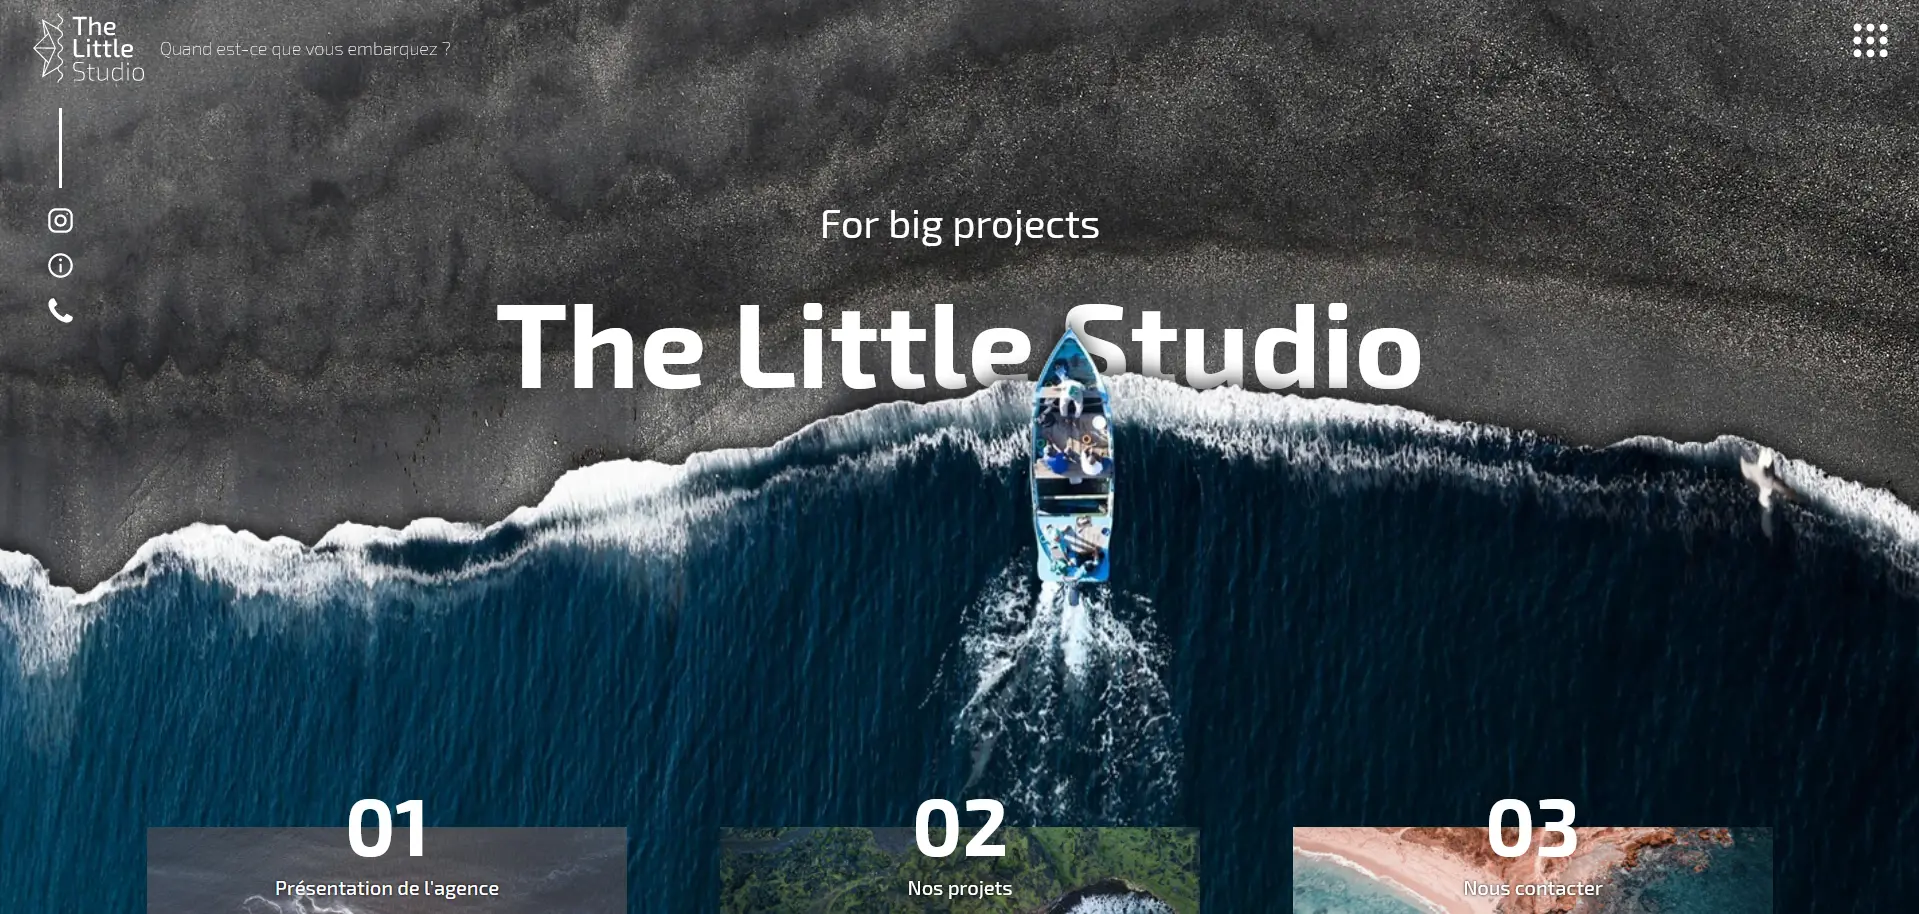 The
Little
Studio
Quand est-ce que vous embarquez ?
For big projects
The Little Studio
01
Présentation de l'agence
02
Nos projets
03
Nous contacter